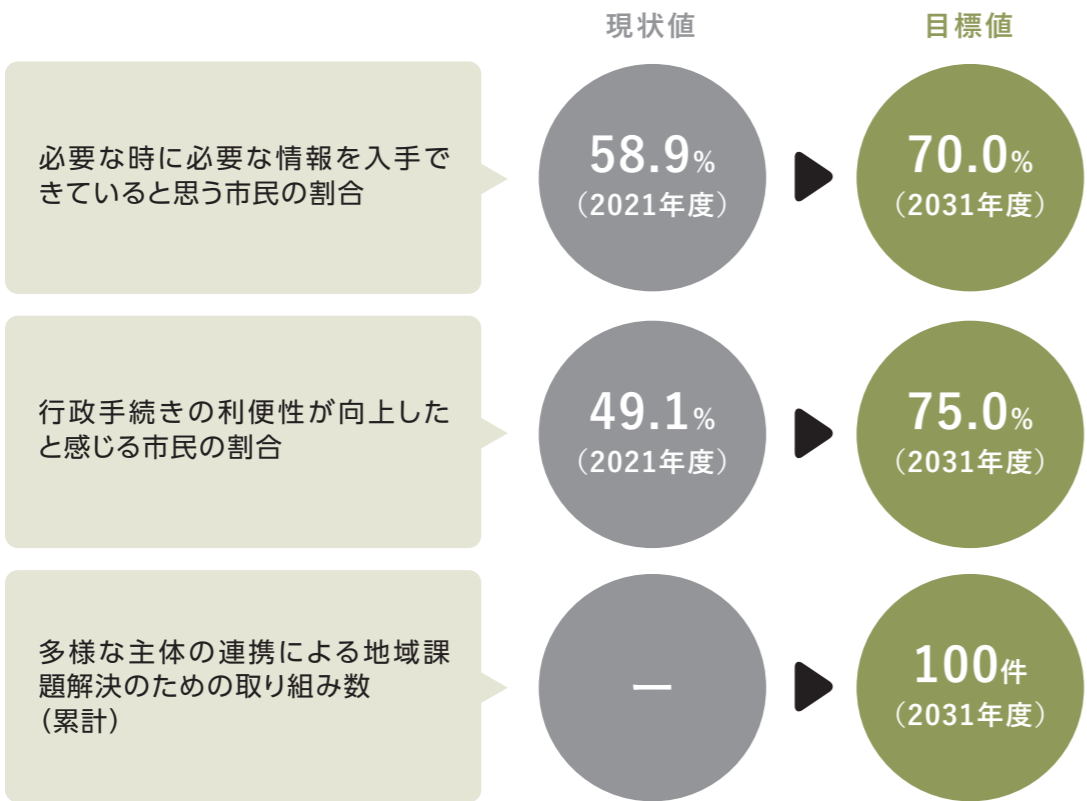 現状値
目標値
必要な時に必要な情報を入手で
きていると思う市民の割合
58.9%
(2021年度)
70.0%
(2031年度)
行政手続きの利便性が向上した
と感じる市民の割合
49.1%
(2021年度)
75.0%
(2031年度)
多様な主体の連携による地域課
題解決のための取り組み数
(累計)
—
100件
(2031年度)